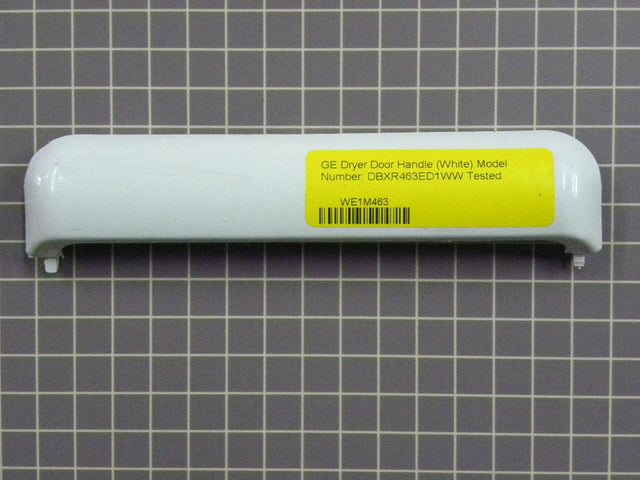 GE Dryer Door Handle (White) Model
Number: DBXR463ED1WW Tested
WE1M463